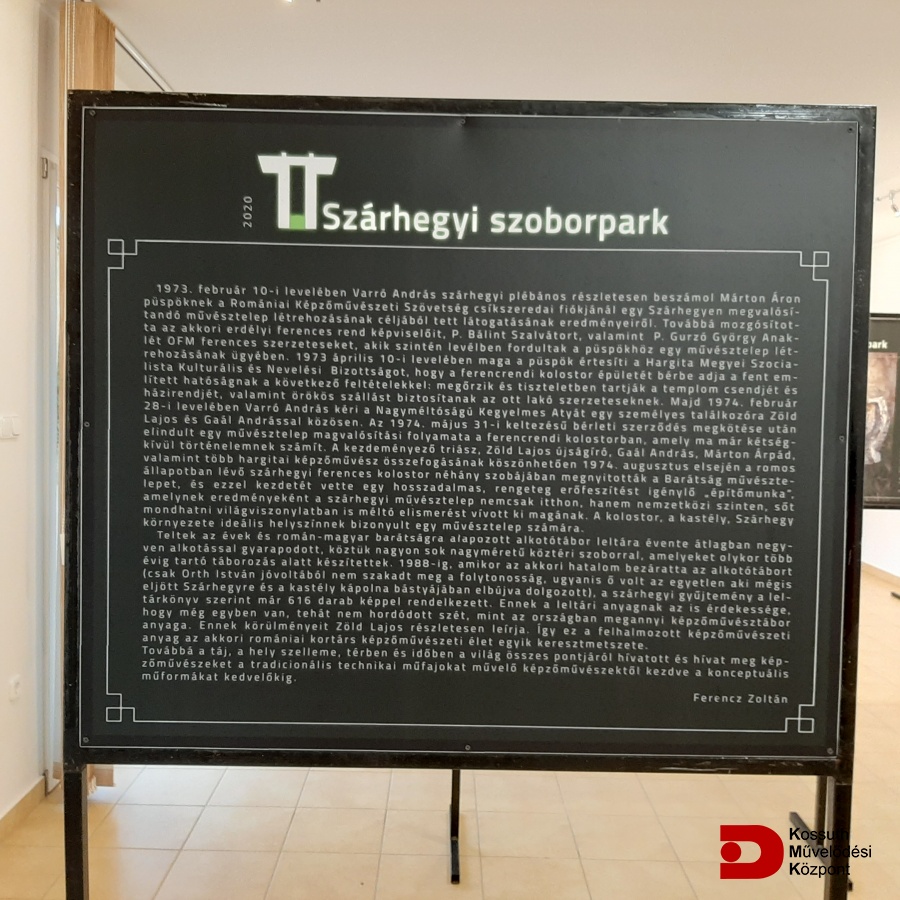 2020
Szárhegyi szoborpark
1973. február 10-i levelében Varró András szárhegyi plébános részletesen beszámol Márton Áron
püspöknek a Romániai Képzőművészeti Szövetség csíkszeredai fiókjánál egy Szárhegyen megvalósí-
tandó művésztelep létrehozásának céljából tett látogatásának eredményeiről. Továbbá mozgósítot-
ta az akkori erdélyi ferences rend képviselőit, P. Bálint Szalvátort, valamint P. Gurzó György Anak-
lét OFM ferences szerzeteseket, akik szintén levélben fordultak a püspökhöz egy művésztelep lét-
rehozásának ügyében. 1973 április 10-i levelében maga a püspök értesíti a Hargita Megyei Szocia-
lista Kulturális és Nevelési Bizottságot, hogy a ferencrendi kolostor épületét bérbe adja a fent em-
lített hatóságnak a következő feltételekkel: megőrzik és tiszteletben tartják a templom csendjét és
házirendjét, valamint örökös szállást biztosítanak az ott lakó szerzeteseknek. Majd 1974. február
28-i levelében Varró András kéri a Nagyméltóságú Kegyelmes Atyát egy személyes találkozóra Zöld
Lajos és Gaál Andrással közösen. Az 1974. május 31-i keltezésű bérleti szerződés megkötése után
elindult egy művésztelep magvalósítási folyamata a ferencrendi kolostorban, amely ma már kétség-
kívül történelemnek számít. A kezdeményező triász, Zöld Lajos újságíró, Gaál András, Márton Árpád,
valamint több hargitai képzőművész összefogásának köszönhetően 1974. augusztus elsején a romos
állapotban lévő szárhegyi ferences kolostor néhány szobájában megnyitották a Barátság művészte-
lepet, és ezzel kezdetét vette egy hosszadalmas, rengeteg erőfeszítést igénylő „építőmunka",
amelynek eredményeként a szárhegyi művésztelep nemcsak itthon, hanem nemzetközi szinten, sőt
mondhatni világviszonylatban is méltó elismerést vívott ki magának. A kolostor, a kastély, Szárhegy
környezete ideális helyszínnek bizonyult egy művésztelep számára.
Teltek az évek és román-magyar barátságra alapozott alkotótábor leltára évente átlagban negy-
ven alkotással gyarapodott, köztük nagyon sok nagyméretű köztéri szoborral, amelyeket olykor több
évig tartó táborozás alatt készítettek. 1988-ig, amikor az akkori hatalom bezáratta az alkotótábort
(csak Orth István jóvoltából nem szakadt meg a folytonosság, ugyanis ő volt az egyetlen aki mégis
eljött Szárhegyre és a kastély kápolna bástyájában elbújva dolgozott), a szárhegyi gyűjtemény a lel-
tárkönyv szerint már 616 darab képpel rendelkezett. Ennek a leltári anyagnak az is érdekessége,
hogy még egyben van, tehát nem hordódott szét, mint az országban megannyi képzőművésztábor
anyaga. Ennek körülményeit Zöld Lajos részletesen leírja. Így ez a felhalmozott képzőművészeti
anyag az akkori romániai kortárs képzőművészeti élet egyik keresztmetszete.
Továbbá a táj, a hely szelleme, térben és időben a világ összes pontjáról hívatott és hívat meg kép-
zőművészeket a tradicionális technikai műfajokat művelő képzőművészektől kezdve a konceptuális
műformákat kedvelőkig.
Ferencz Zoltán
park
Kossuth
Művelődési
Központ